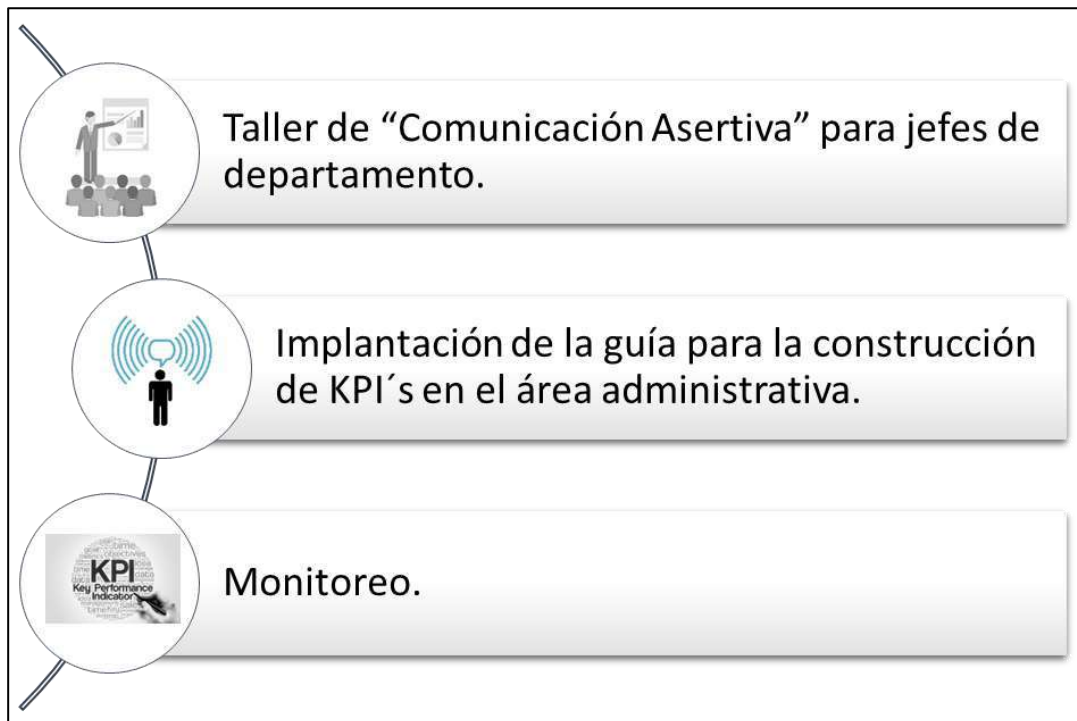 Taller de “Comunicación Asertiva” para jefes de
departamento.
Implantación de la guía para la construcción
de KPI´s en el área administrativa.
KPI
Key Performance
Indicator
Monitoreo.